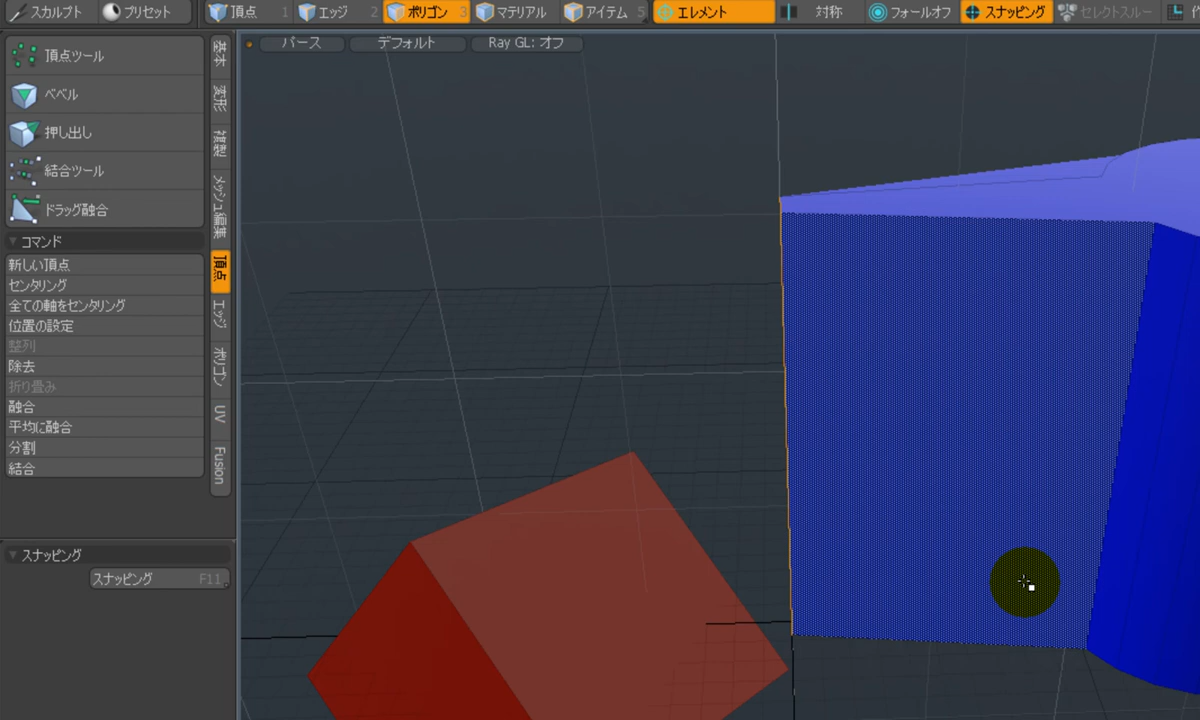 スカルプト プリセット 頂点 1 エッジ 2 ポリゴン 3 マテリアル アイテム 5 エレメント 対称 フォールオフ スナッピング セレクトスルー
パース デフォルト Ray GL: オフ
頂点ツール
ベベル
押し出し
結合ツール
ドラッグ融合
コマンド
新しい頂点
センタリング
全ての軸をセンタリング
位置の設定
整列
除去
折り畳み
融合
平均に融合
分割
結合
基本
変形
複製
メッシュ編集
頂点
エッジ
ポリゴン
UV
Fusion
スナッピング
スナッピング F11